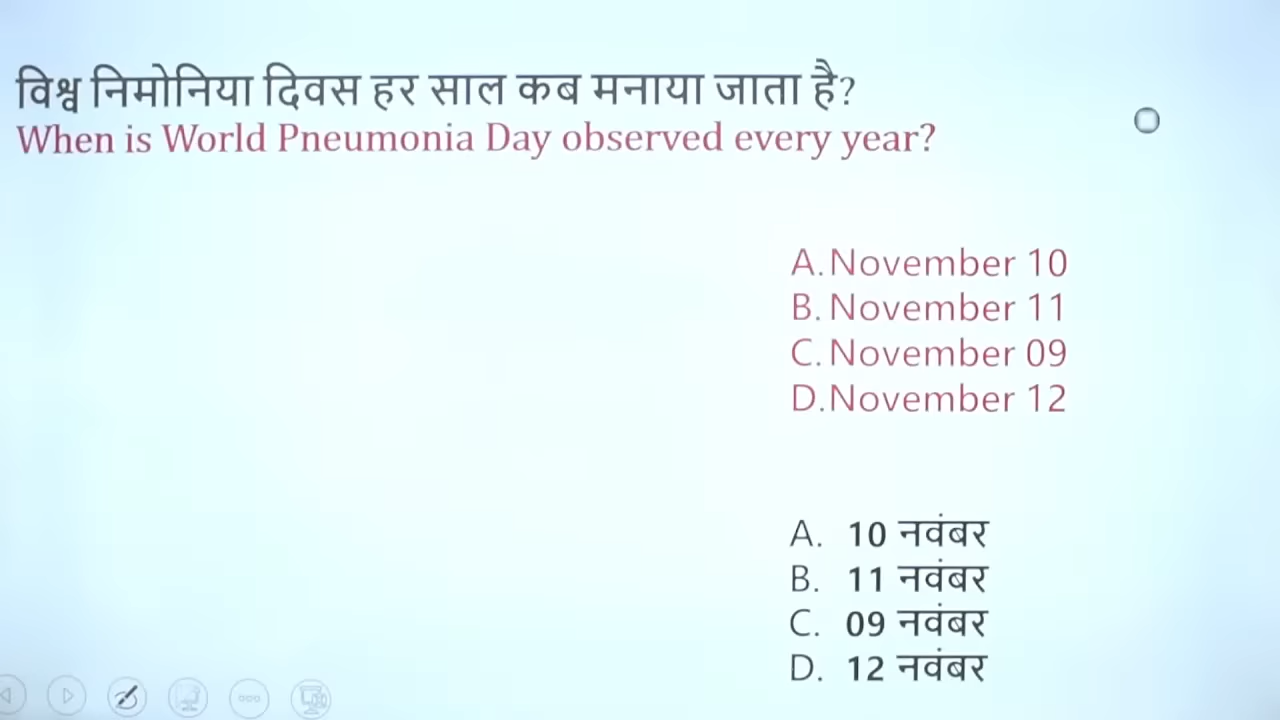 विश्व निमोनिया दिवस हर साल कब मनाया जाता है?
When is World Pneumonia Day observed every year?
A. November 10
B. November 11
C. November 09
D. November 12
A. 10 नवंबर
B. 11 नवंबर
C. 09 नवंबर
D. 12 नवंबर